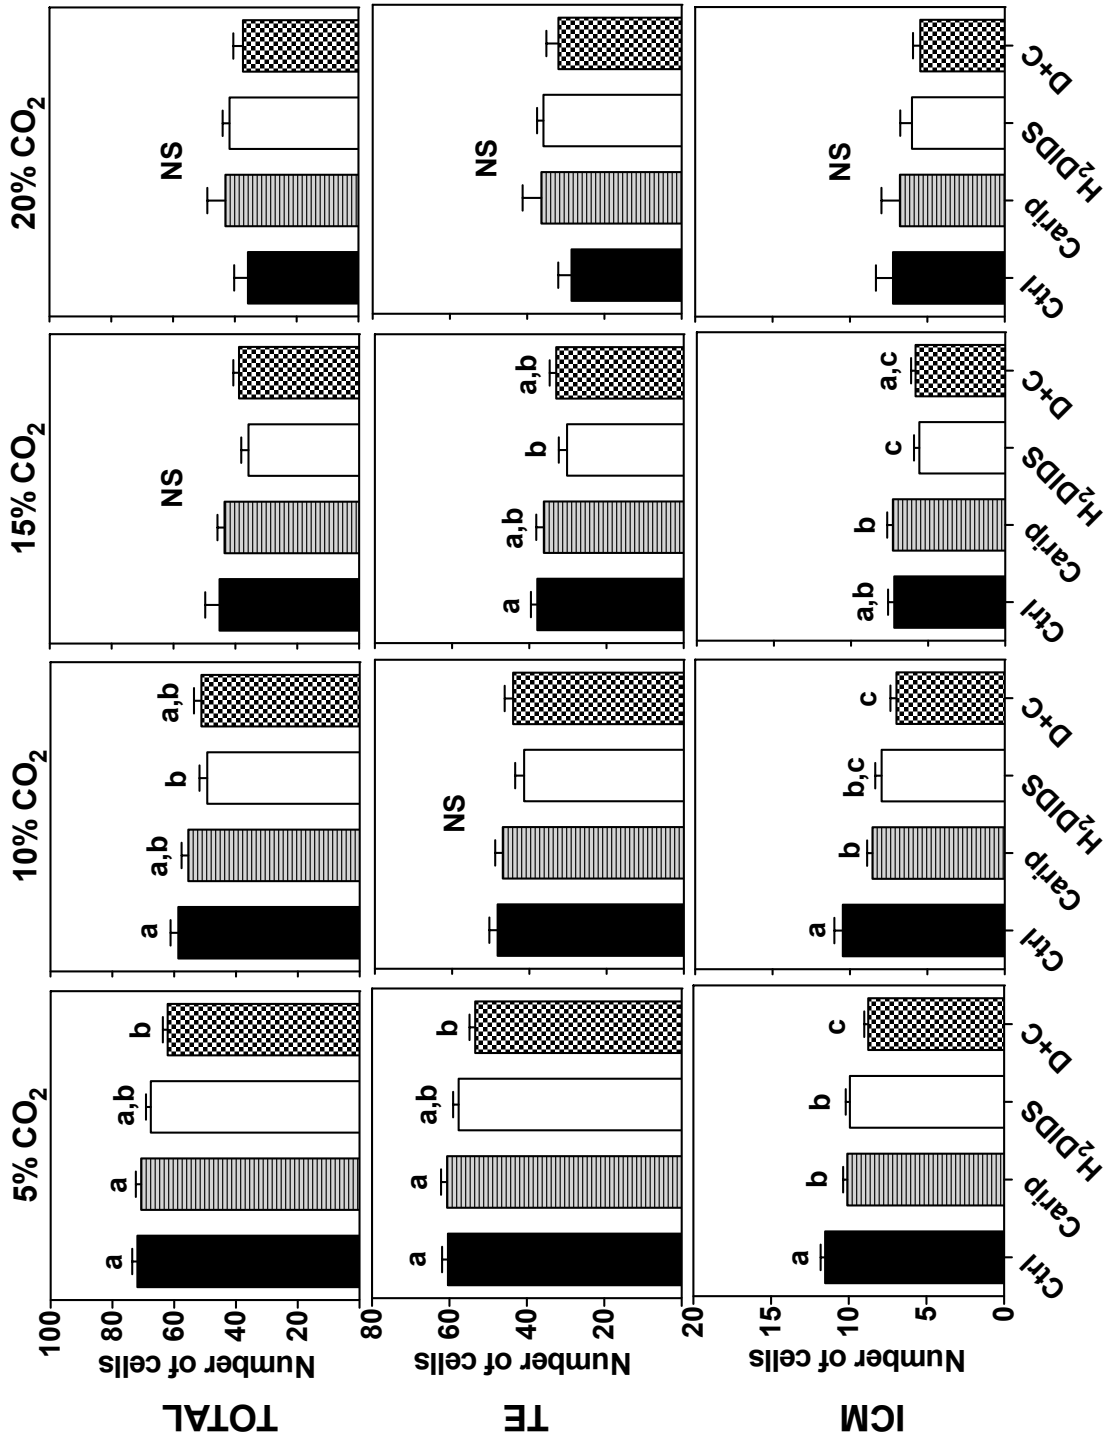 5% CO₂
10% CO₂
15% CO₂
20% CO₂
TOTAL
Number of cells
100
80
60
40
20
a
a
a,b
b
a
a,b
b
a,b
NS
NS
TE
Number of cells
80
60
40
20
a
a
a,b
b
NS
a
a,b
b
a,b
NS
ICM
Number of cells
20
15
10
5
0
a
b
b
c
a
b
b,c
c
a,b
b
c
a,c
NS
Ctrl
Carip
H₂DIDS
D+C
Ctrl
Carip
H₂DIDS
D+C
Ctrl
Carip
H₂DIDS
D+C
Ctrl
Carip
H₂DIDS
D+C